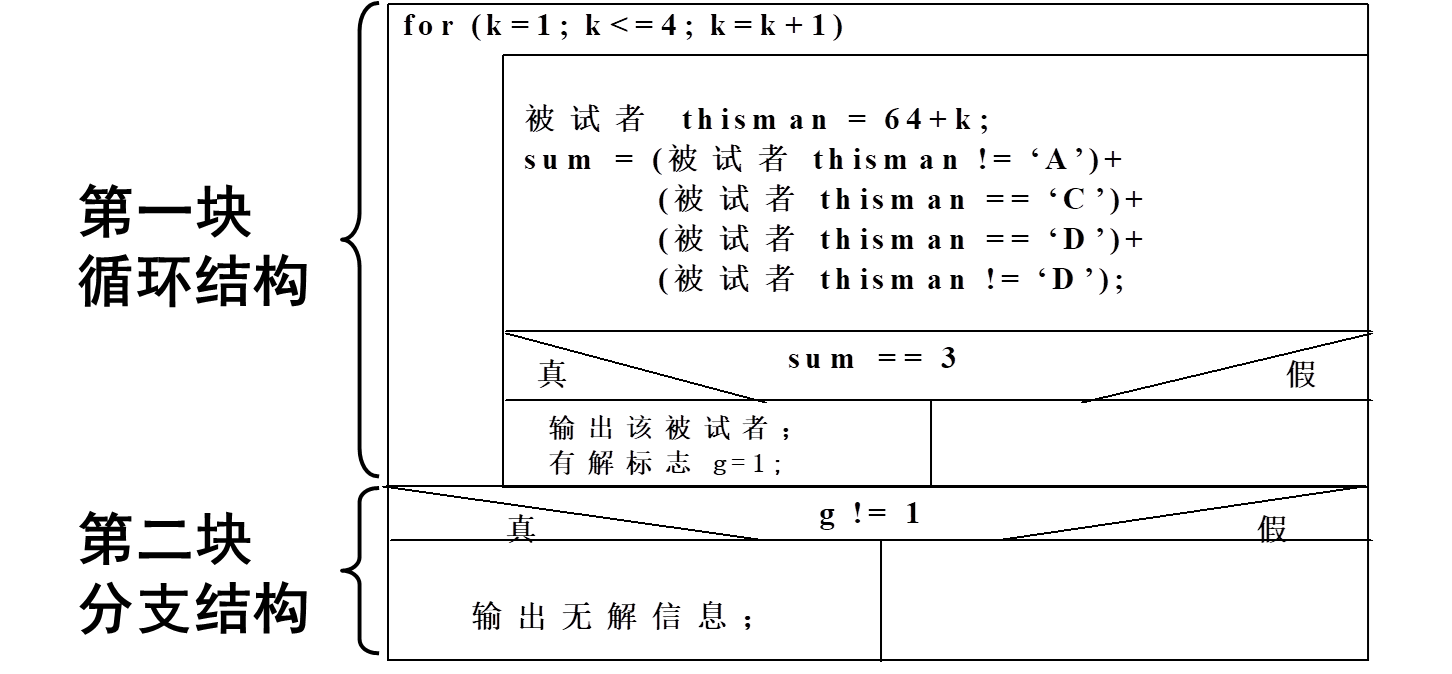 for (k=1; k<=4; k=k+1)
被试者 thisman = 64+k;
sum = (被试者 thisman != ‘A’)+
(被试者 thisman == ‘C’)+
(被试者 thisman == ‘D’)+
(被试者 thisman != ‘D’);
第一块
循环结构
sum == 3
真
假
输出该被试者；
有解标志 g=1;
g != 1
真
假
第二块
分支结构
输出无解信息；